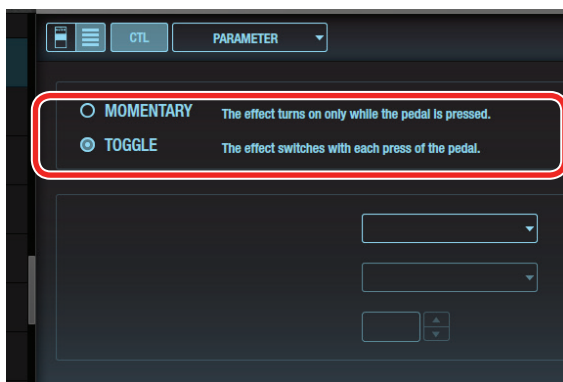 CTL PARAMETER
MOMENTARY The effect turns on only while the pedal is pressed.
TOGGLE The effect switches with each press of the pedal.